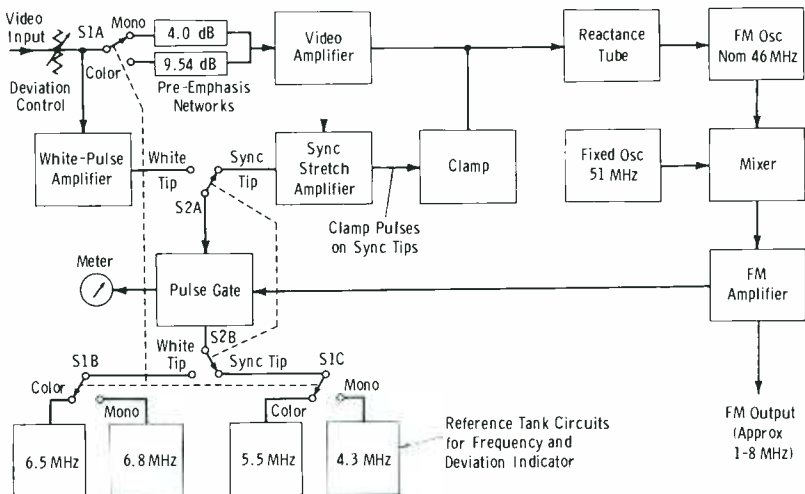 Video
Input
S1A
Mono
4.0 dB
Color
9.54 dB
Deviation
Control
Pre-Emphasis
Networks
Video
Amplifier
Reactance
Tube
FM Osc
Nom 46 MHz
White-Pulse
Amplifier
White
Tip
Sync
Tip
S2A
Sync
Stretch
Amplifier
Clamp
Clamp Pulses
on Sync Tips
Fixed Osc
51 MHz
Mixer
Meter
Pulse Gate
FM
Amplifier
S2B
White
Tip
Sync Tip
S1B
S1C
Color
Mono
Color
Mono
6.5 MHz
6.8 MHz
5.5 MHz
4.3 MHz
Reference Tank Circuits
for Frequency and
Deviation Indicator
FM Output
(Approx
1-8 MHz)